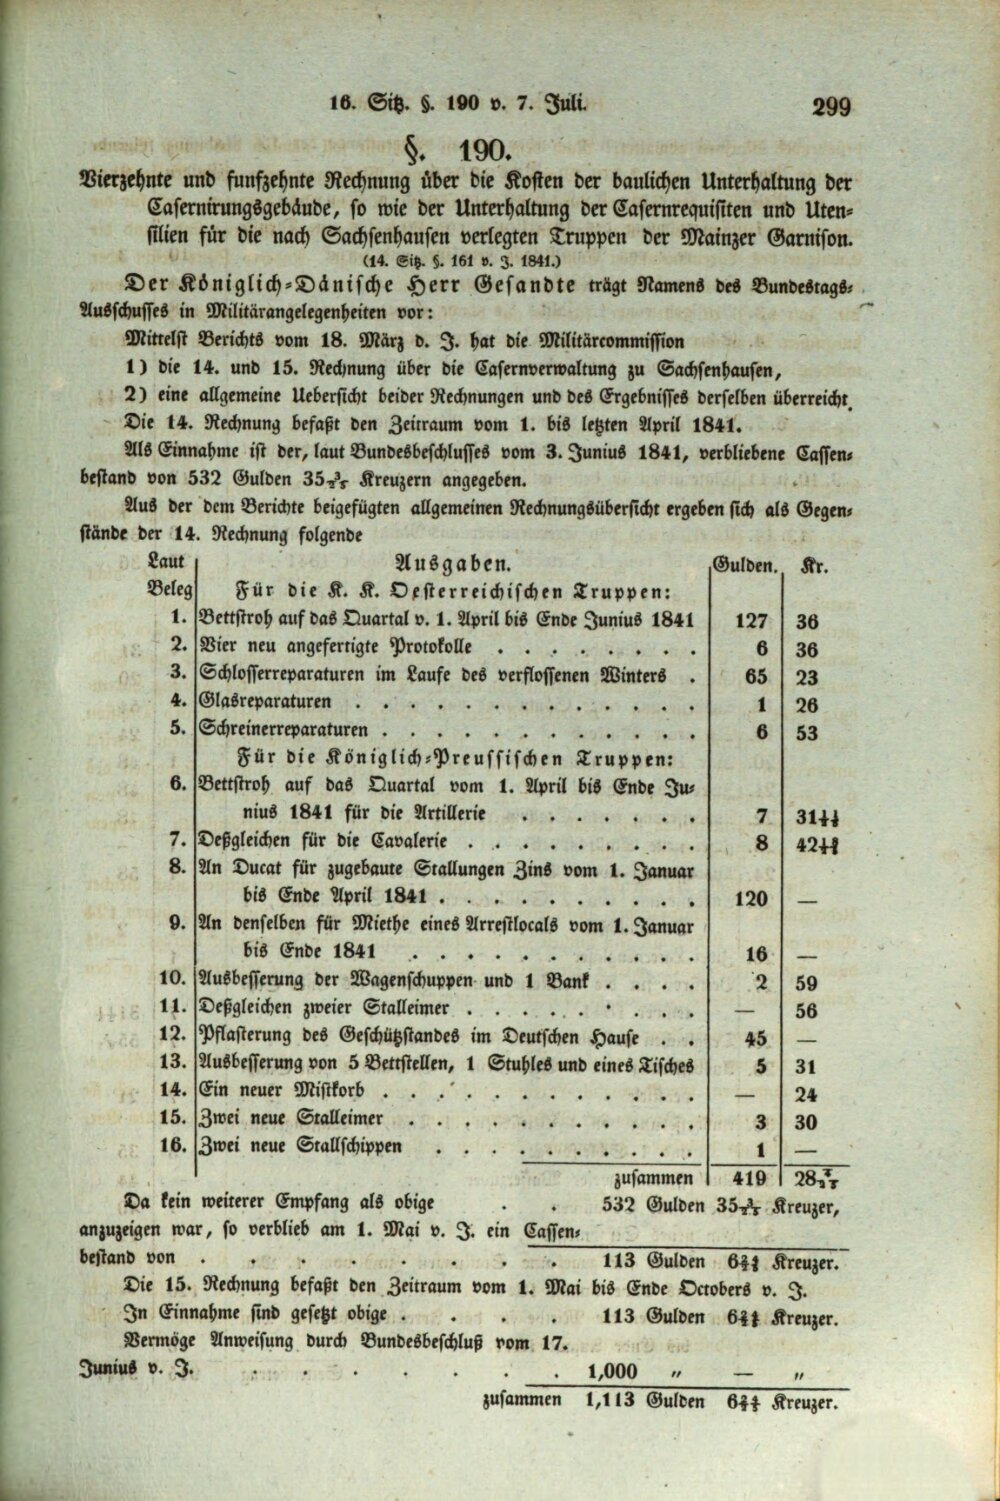 16. Sitz. §. 190 v. 7. Juli.
299
§. 190.
Vierzehnte und funfzehnte Rechnung über die Kosten der baulichen Unterhaltung der
Casernirungsgebäude, so wie der Unterhaltung der Casernrequisiten und Uten-
silien für die nach Sachsenhausen verlegten Truppen der Mainzer Garnison.
(14. Sitz. §. 161 v. J. 1841.)
Der Königlich-Dänische Herr Gesandte trägt Namens des Bundestags-
Ausschusses in Militärangelegenheiten vor:
Mittelst Berichts vom 18. März d. J. hat die Militärcommission
1) die 14. und 15. Rechnung über die Casernverwaltung zu Sachsenhausen,
2) eine allgemeine Uebersicht beider Rechnungen und des Ergebnisses derselben überreicht.
Die 14. Rechnung befaßt den Zeitraum vom 1. bis letzten April 1841.
Als Einnahme ist der, laut Bundesbeschlusses vom 3. Junius 1841, verbliebene Cassen-
bestand von 532 Gulden 35 Kreuzern angegeben.
Aus der dem Berichte beigefügten allgemeinen Rechnungsübersicht ergeben sich als Gegen-
stände der 14. Rechnung folgende
Laut Ausgaben. Gulden. Kr.
Beleg Für die K. K. Oesterreichischen Truppen:
1. Bettstroh auf das Quartal v. 1. April bis Ende Junius 1841 127 36
2. Vier neu angefertigte Protokolle . . . . . . . . 6 36
3. Schlosserreparaturen im Laufe des verflossenen Winters . 65 23
4. Glasreparaturen . . . . . . . . . . . . . 1 26
5. Schreinerreparaturen . . . . . . . . . . . . 6 53
Für die Königlich-Preussischen Truppen:
6. Bettstroh auf das Quartal vom 1. April bis Ende Ju-
nius 1841 für die Artillerie . . . . . . . 7 31
7. Deßgleichen für die Cavalerie . . . . . . . . . 8 42
8. An Ducat für zugebaute Stallungen Zins vom 1. Januar
bis Ende April 1841 . . . . . . . . . . 120 —
9. An denselben für Miethe eines Arrestlocals vom 1. Januar
bis Ende 1841 . . . . . . . . . . . 16 —
10. Ausbesserung der Wagenschuppen und 1 Bank . . . . 2 59
11. Deßgleichen zweier Stalleimer . . . . . . . . . — 56
12. Pflasterung des Geschützstandes im Deutschen Hause . . 45 —
13. Ausbesserung von 5 Bettstellen, 1 Stuhles und eines Tisches 5 31
14. Ein neuer Mistkorb . . . . . . . . . . . . — 24
15. Zwei neue Stalleimer . . . . . . . . . . . 3 30
16. Zwei neue Stallschippen . . . . . . . . . . 1 —
zusammen 419 28
Da kein weiterer Empfang als obige . . 532 Gulden 35 Kreuzer,
anzuzeigen war, so verblieb am 1. Mai v. J. ein Cassen-
bestand von . . . . . . . . 113 Gulden 6 Kreuzer.
Die 15. Rechnung befaßt den Zeitraum vom 1. Mai bis Ende Octobers v. J.
In Einnahme sind gesetzt obige . . . . 113 Gulden 6 Kreuzer.
Vermöge Anweisung durch Bundesbeschluß vom 17.
Junius v. J. . . . . . . . 1,000 „ — „
zusammen 1,113 Gulden 6 Kreuzer.